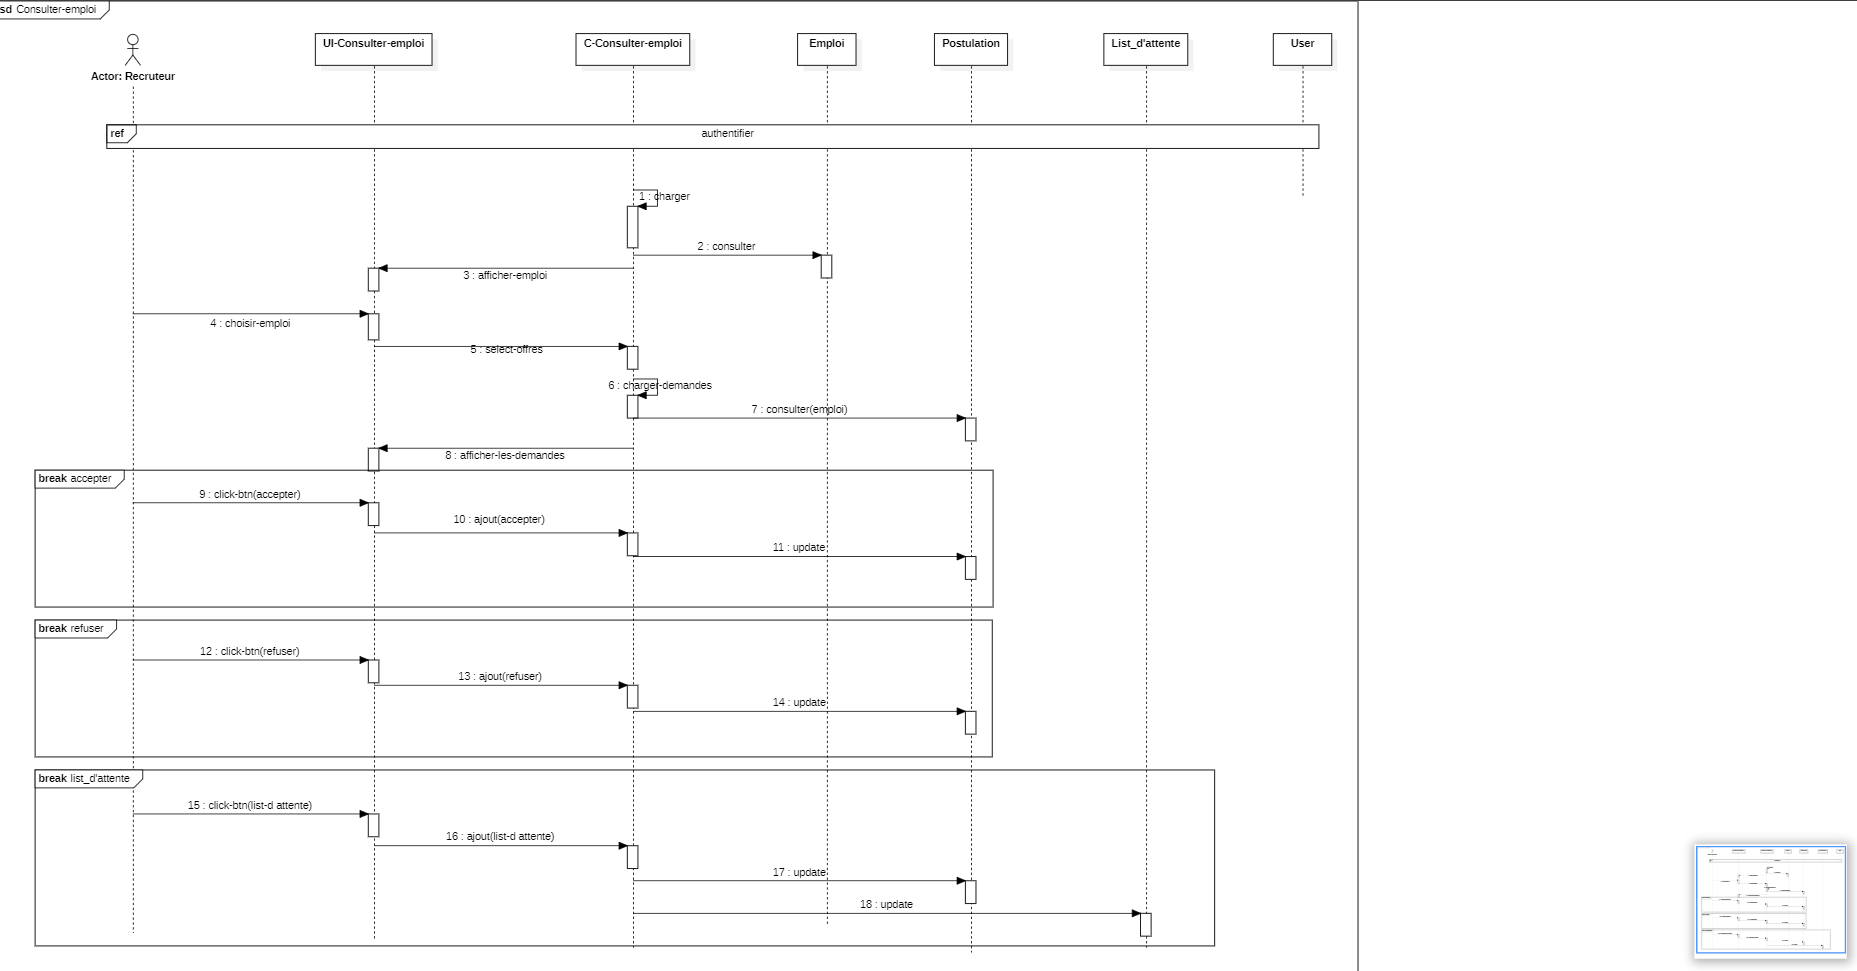 sd Consulter-emploi
Actor: Recruteur
UI-Consulter-emploi
C-Consulter-emploi
Emploi
Postulation
List_d'attente
User
ref
authentifier
1 : charger
2 : consulter
3 : afficher-emploi
4 : choisir-emploi
5 : select-offres
6 : charger-demandes
7 : consulter(emploi)
8 : afficher-les-demandes
break accepter
9 : click-btn(accepter)
10 : ajout(accepter)
11 : update
break refuser
12 : click-btn(refuser)
13 : ajout(refuser)
14 : update
break list_d'attente
15 : click-btn(list-d attente)
16 : ajout(list-d attente)
17 : update
18 : update